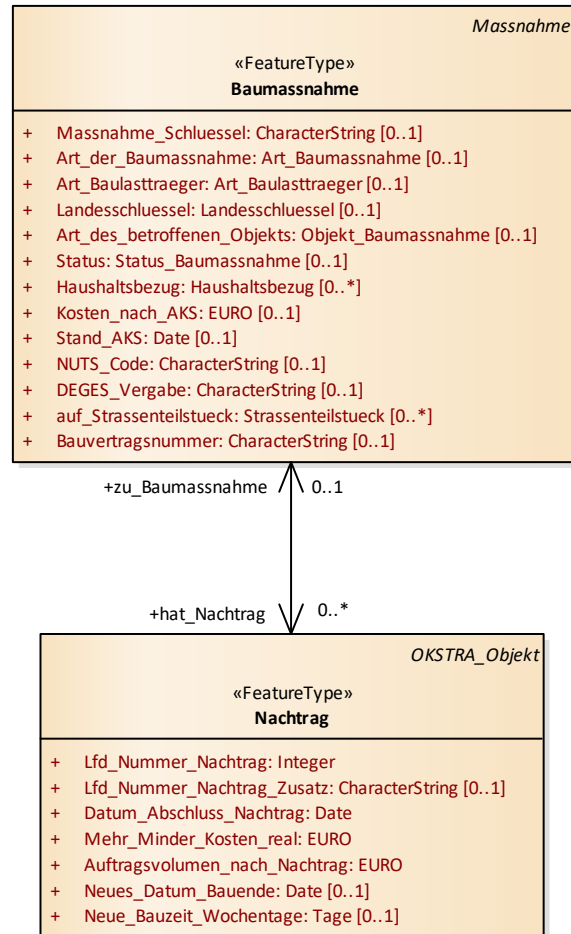 Massnahme
«FeatureType»
Baumassnahme
+ Massnahme_Schluessel: CharacterString [0..1]
+ Art_der_Baumassnahme: Art_Baumassnahme [0..1]
+ Art_Baulasttraeger: Art_Baulasttraeger [0..1]
+ Landesschluessel: Landesschluessel [0..1]
+ Art_des_betroffenen_Objekts: Objekt_Baumassnahme [0..1]
+ Status: Status_Baumassnahme [0..1]
+ Haushaltsbezug: Haushaltsbezug [0..*]
+ Kosten_nach_AKS: EURO [0..1]
+ Stand_AKS: Date [0..1]
+ NUTS_Code: CharacterString [0..1]
+ DEGES_Vergabe: CharacterString [0..1]
+ auf_Strassenteilstueck: Strassenteilstueck [0..*]
+ Bauvertragsnummer: CharacterString [0..1]
+zu_Baumassnahme 0..1
+hat_Nachtrag 0..*
OKSTRA_Objekt
«FeatureType»
Nachtrag
+ Lfd_Nummer_Nachtrag: Integer
+ Lfd_Nummer_Nachtrag_Zusatz: CharacterString [0..1]
+ Datum_Abschluss_Nachtrag: Date
+ Mehr_Minder_Kosten_real: EURO
+ Auftragsvolumen_nach_Nachtrag: EURO
+ Neues_Datum_Bauende: Date [0..1]
+ Neue_Bauzeit_Wochentage: Tage [0..1]